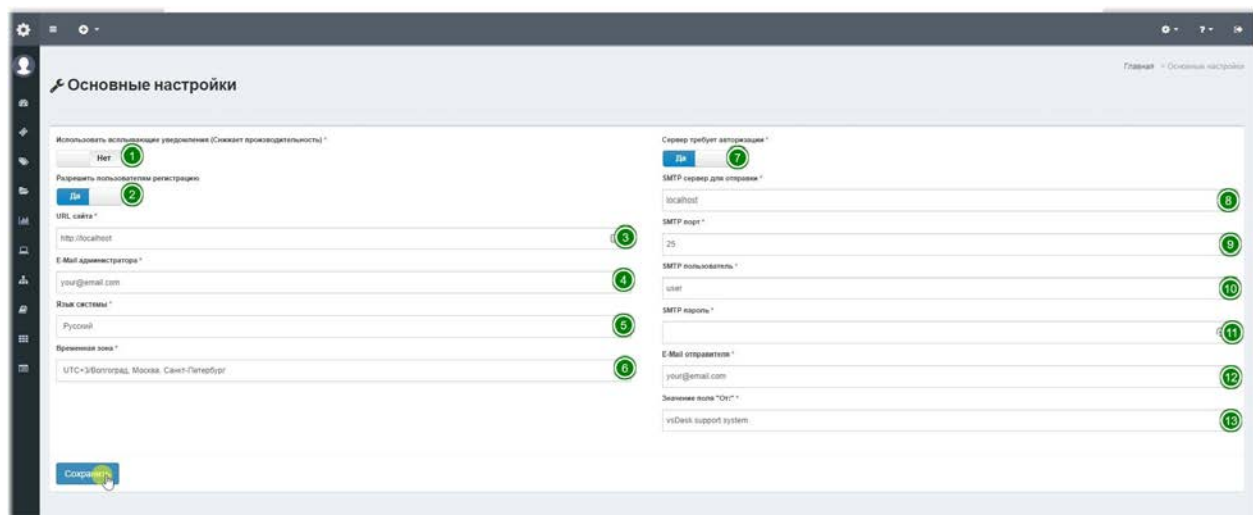 Главная > Основные настройки
Основные настройки
Использовать всплывающие уведомления (Снижает производительность) *
Нет
1
Разрешить пользователям регистрацию
Да
2
URL сайта *
http://localhost
3
E-Mail администратора *
your@email.com
4
Язык системы *
Русский
5
Временная зона *
UTC+3/Волгоград, Москва, Санкт-Петербург
6
Сервер требует авторизации *
Да
7
SMTP сервер для отправки *
localhost
8
SMTP порт *
25
9
SMTP пользователь *
user
10
SMTP пароль *
11
E-Mail отправителя *
your@email.com
12
Значение поля "От:" *
vsDesk support system
13
Сохранить